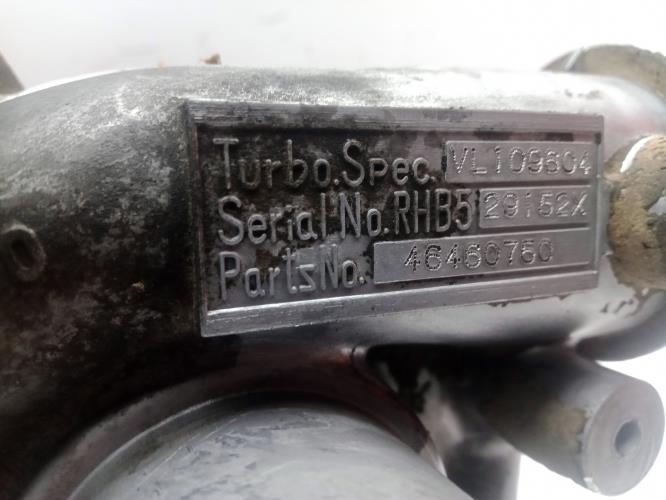 Turbo.Spec. VL109604
Serial No.RHB5 29152X
Parts No. 46460760